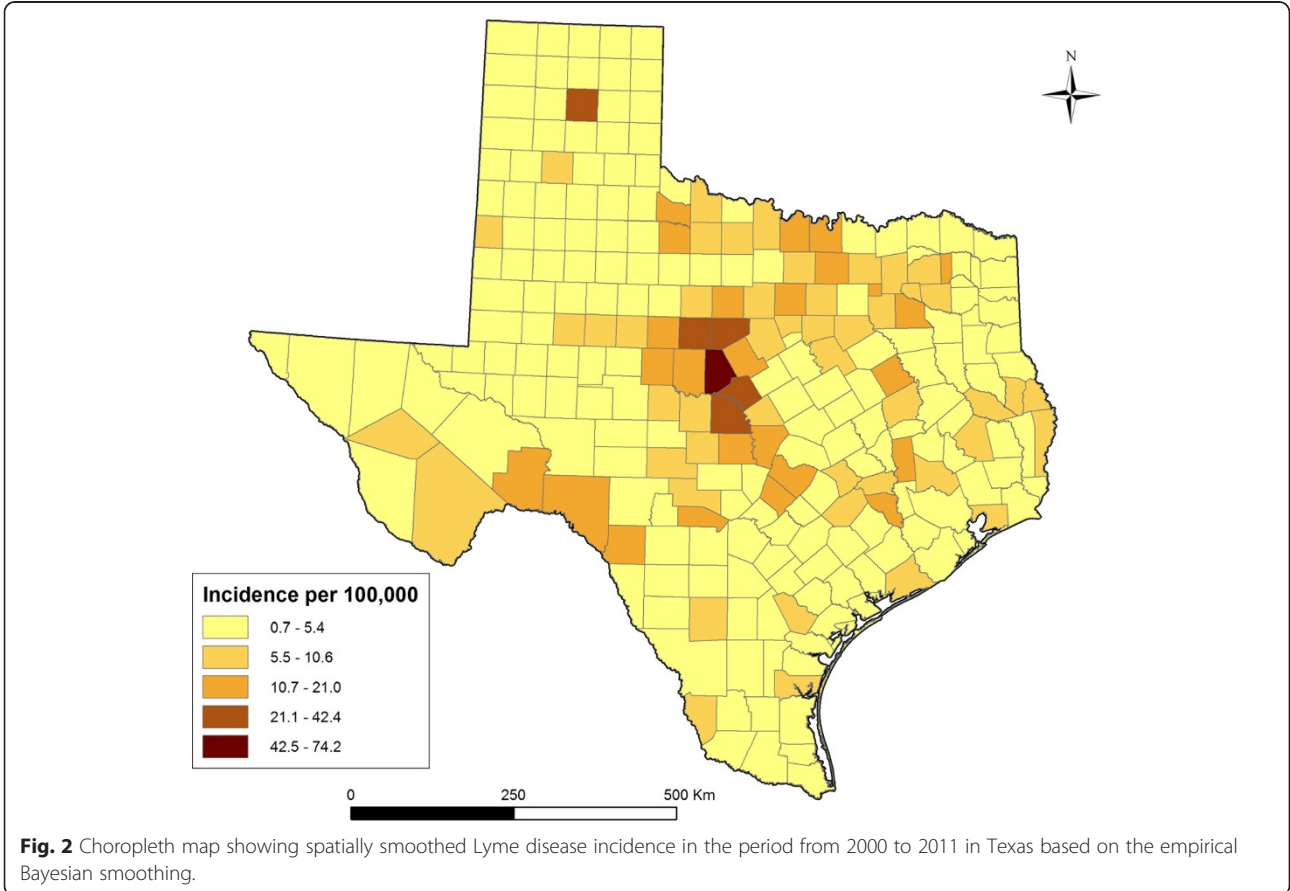 N
Incidence per 100,000
0.7 - 5.4
5.5 - 10.6
10.7 - 21.0
21.1 - 42.4
42.5 - 74.2
0 250 500 Km
Fig. 2 Choropleth map showing spatially smoothed Lyme disease incidence in the period from 2000 to 2011 in Texas based on the empirical
Bayesian smoothing.